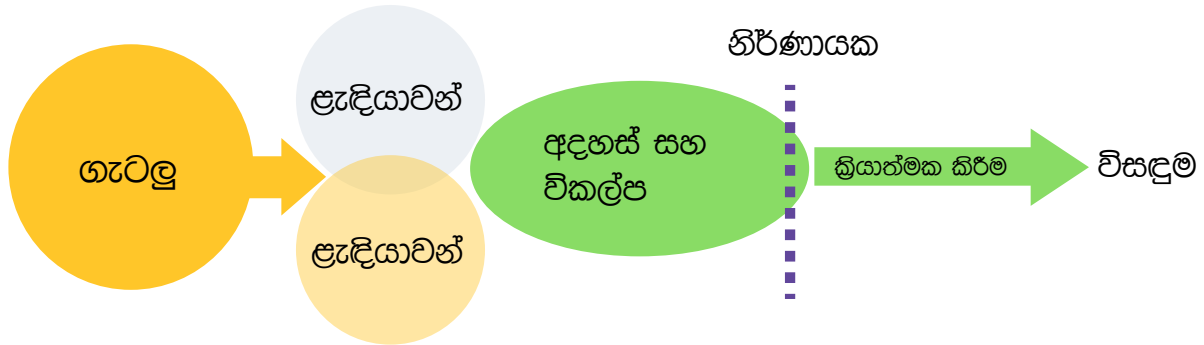 ගැටලු
ළැඳියාවන්
ළැඳියාවන්
අදහස් සහ
විකල්ප
නිර්ණායක
ක්‍රියාත්මක කිරීම
විසඳුම